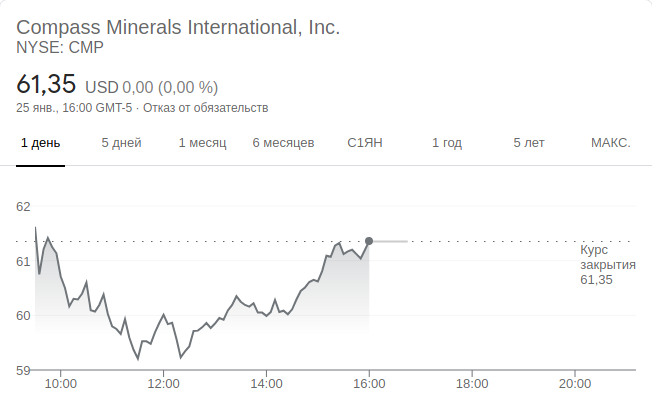 Compass Minerals International, Inc.
NYSE: CMP
61,35 USD 0,00 (0,00 %)
25 янв., 16:00 GMT-5 · Отказ от обязательств
1 день 5 дней 1 месяц 6 месяцев С1ЯН 1 год 5 лет МАКС.
62
61
60
59
Курс
закрытия
61,35
10:00 12:00 14:00 16:00 18:00 20:00